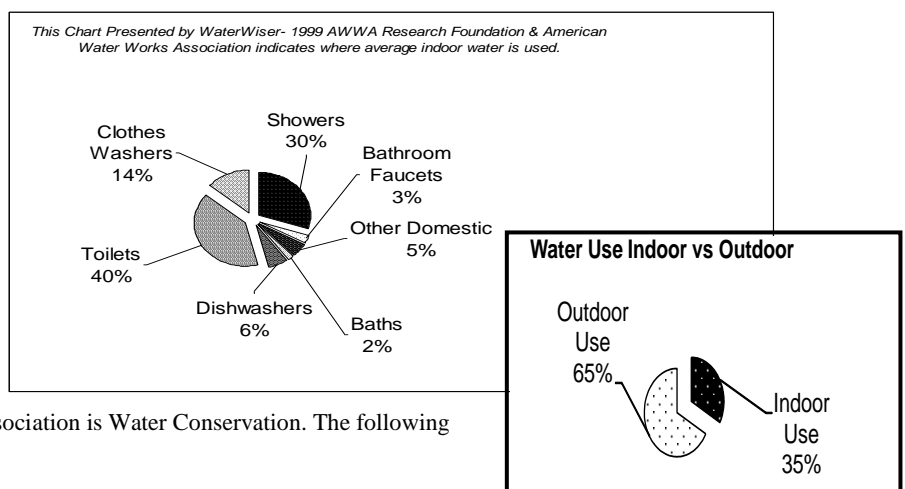 This Chart Presented by WaterWiser- 1999 AWWA Research Foundation & American
Water Works Association indicates where average indoor water is used.
Showers
30%
Clothes
Washers
14%
Bathroom
Faucets
3%
Other Domestic
5%
Toilets
40%
Dishwashers
6%
Baths
2%
Water Use Indoor vs Outdoor
Outdoor
Use
65%
Indoor
Use
35%
sociation is Water Conservation. The following